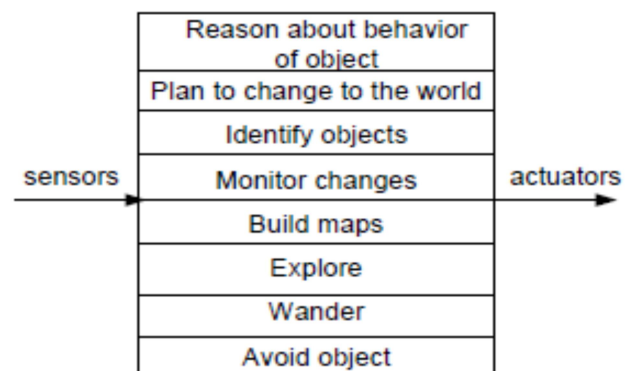 Reason about behavior
of object
Plan to change to the world
Identify objects
sensors
Monitor changes
actuators
Build maps
Explore
Wander
Avoid object